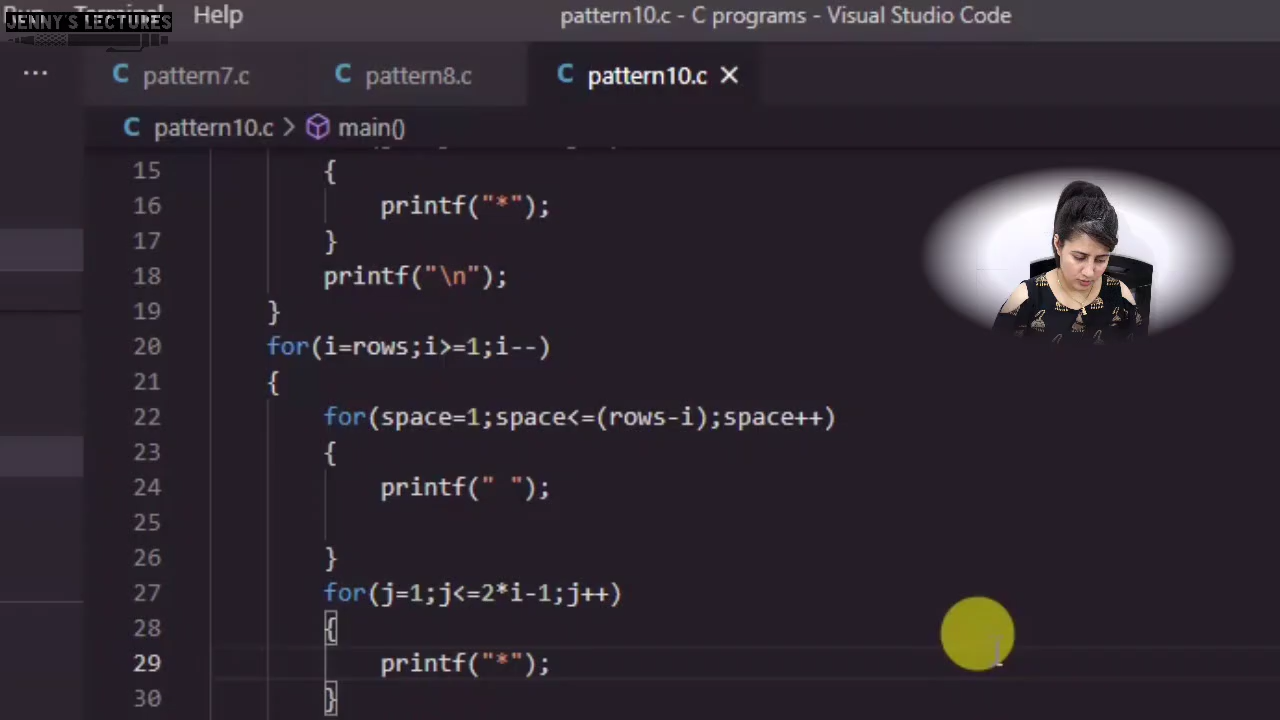 Terminal Help pattern10.c - C programs - Visual Studio Code
JENNY'S LECTURES
... C pattern7.c C pattern8.c C pattern10.c ×
C pattern10.c > main()
15 {
16 printf("*");
17 }
18 printf("\n");
19 }
20 for(i=rows;i>=1;i--)
21 {
22 for(space=1;space<=(rows-i);space++)
23 {
24 printf(" ");
25
26 }
27 for(j=1;j<=2*i-1;j++)
28 {
29 printf("*");
30 }